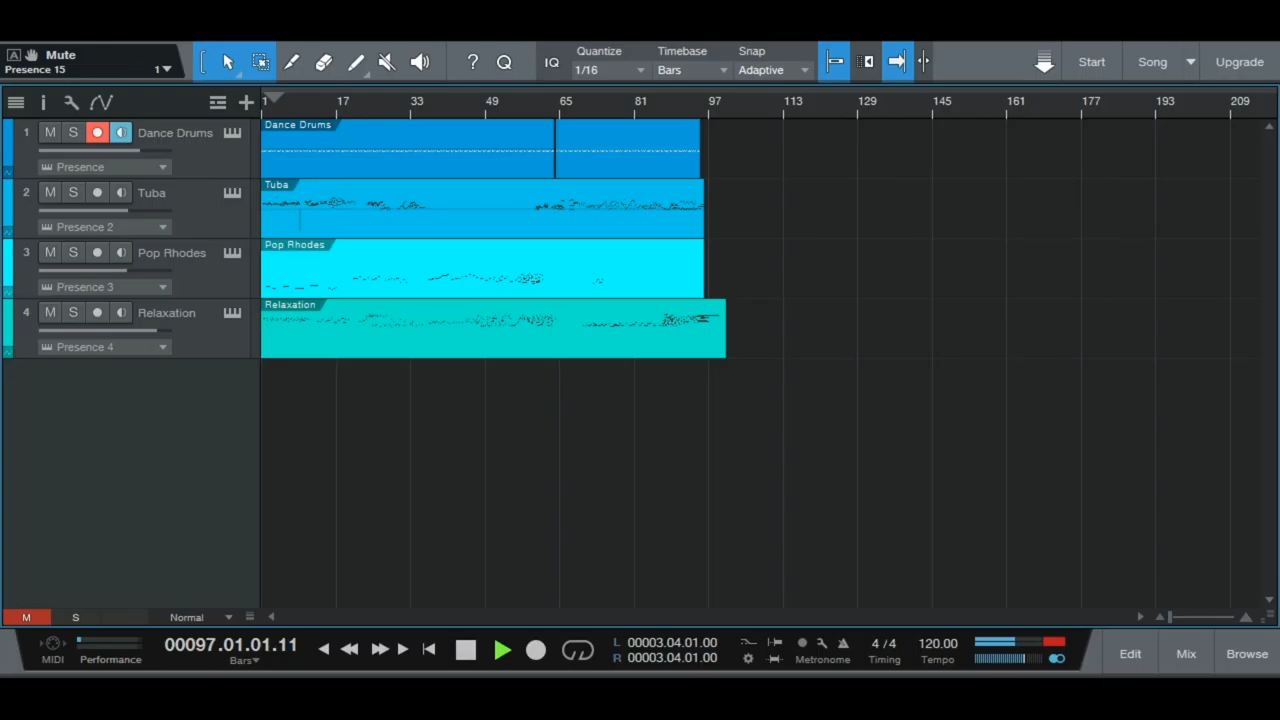 A Mute
Presence 15 1
? Q IQ Quantize Timebase Snap
1/16 Bars Adaptive
Start Song Upgrade
i 1 17 33 49 65 81 97 113 129 145 161 177 193 209
1 M S Dance Drums
Presence
2 M S Tuba
Presence 2
3 M S Pop Rhodes
Presence 3
4 M S Relaxation
Presence 4
Dance Drums
Tuba
Pop Rhodes
Relaxation
M S Normal
MIDI Performance
00097.01.01.11
Bars
L 00003.04.01.00
R 00003.04.01.00
Metronome
4 / 4
Timing
120.00
Tempo
Edit Mix Browse